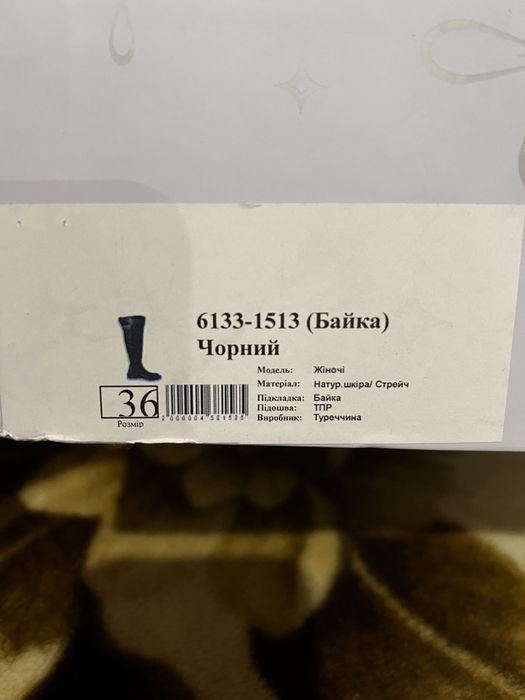 6133-1513 (Байка)
Чорний
Модель: Жіночі
Матеріал: Натур.шкіра/ Стрейч
Підкладка: Байка
Підошва: ТПР
Виробник: Туреччина
36
Розмір